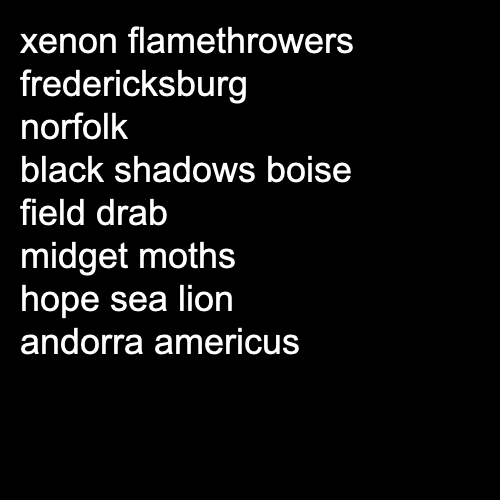 xenon flamethrowers
fredericksburg
norfolk
black shadows boise
field drab
midget moths
hope sea lion
andorra americus